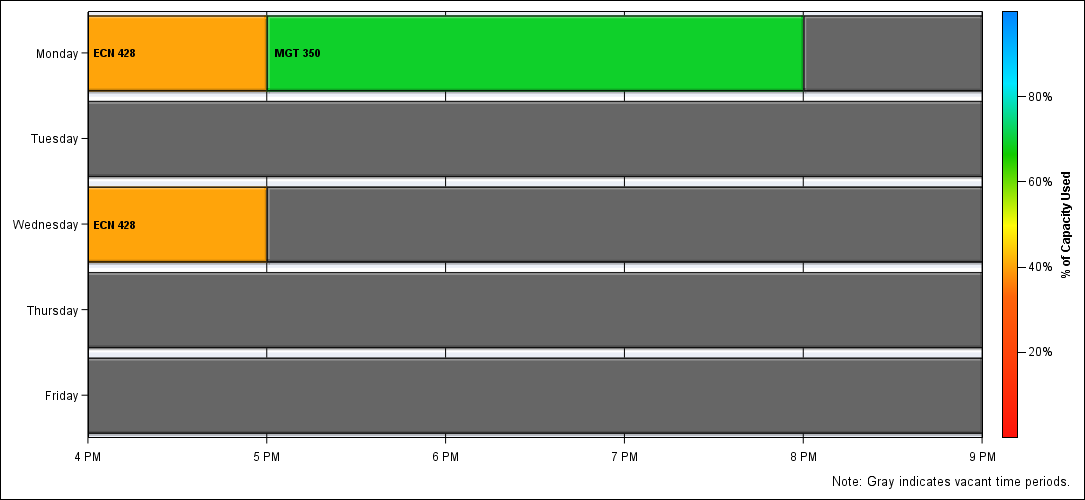 Monday
ECN 428
MGT 350
Tuesday
Wednesday
ECN 428
Thursday
Friday
4 PM
5 PM
6 PM
7 PM
8 PM
9 PM
80%
60%
40%
20%
% of Capacity Used
Note: Gray indicates vacant time periods.